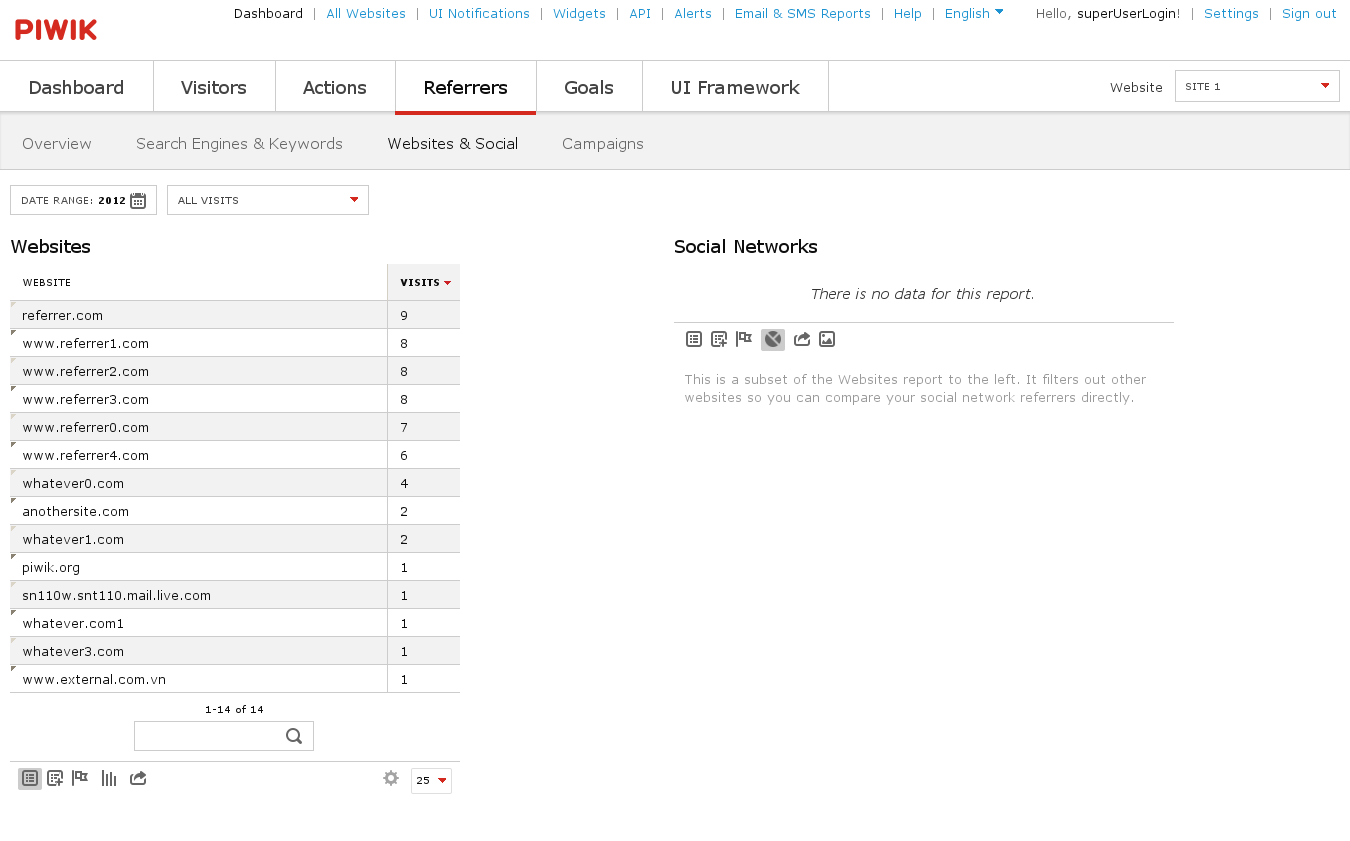 PIWIK
Dashboard | All Websites | UI Notifications | Widgets | API | Alerts | Email & SMS Reports | Help | English
Hello, superUserLogin! | Settings | Sign out
Dashboard Visitors Actions Referrers Goals UI Framework
Website SITE 1
Overview Search Engines & Keywords Websites & Social Campaigns
DATE RANGE: 2012
ALL VISITS
Websites
WEBSITE VISITS
referrer.com 9
www.referrer1.com 8
www.referrer2.com 8
www.referrer3.com 8
www.referrer0.com 7
www.referrer4.com 6
whatever0.com 4
anothersite.com 2
whatever1.com 2
piwik.org 1
sn110w.snt110.mail.live.com 1
whatever.com1 1
whatever3.com 1
www.external.com.vn 1
1-14 of 14
25
Social Networks
There is no data for this report.
This is a subset of the Websites report to the left. It filters out other
websites so you can compare your social network referrers directly.